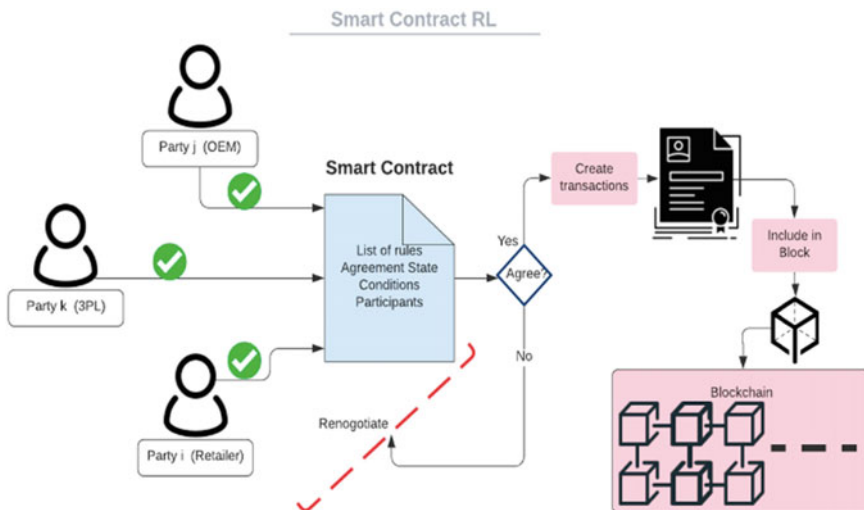 Smart Contract RL
Party j (OEM)
Smart Contract
Create
transactions
Yes
Include in
Block
List of rules
Agreement State
Conditions
Participants
Agree?
Party k (3PL)
No
Blockchain
Renogotiate
Party i (Retailer)